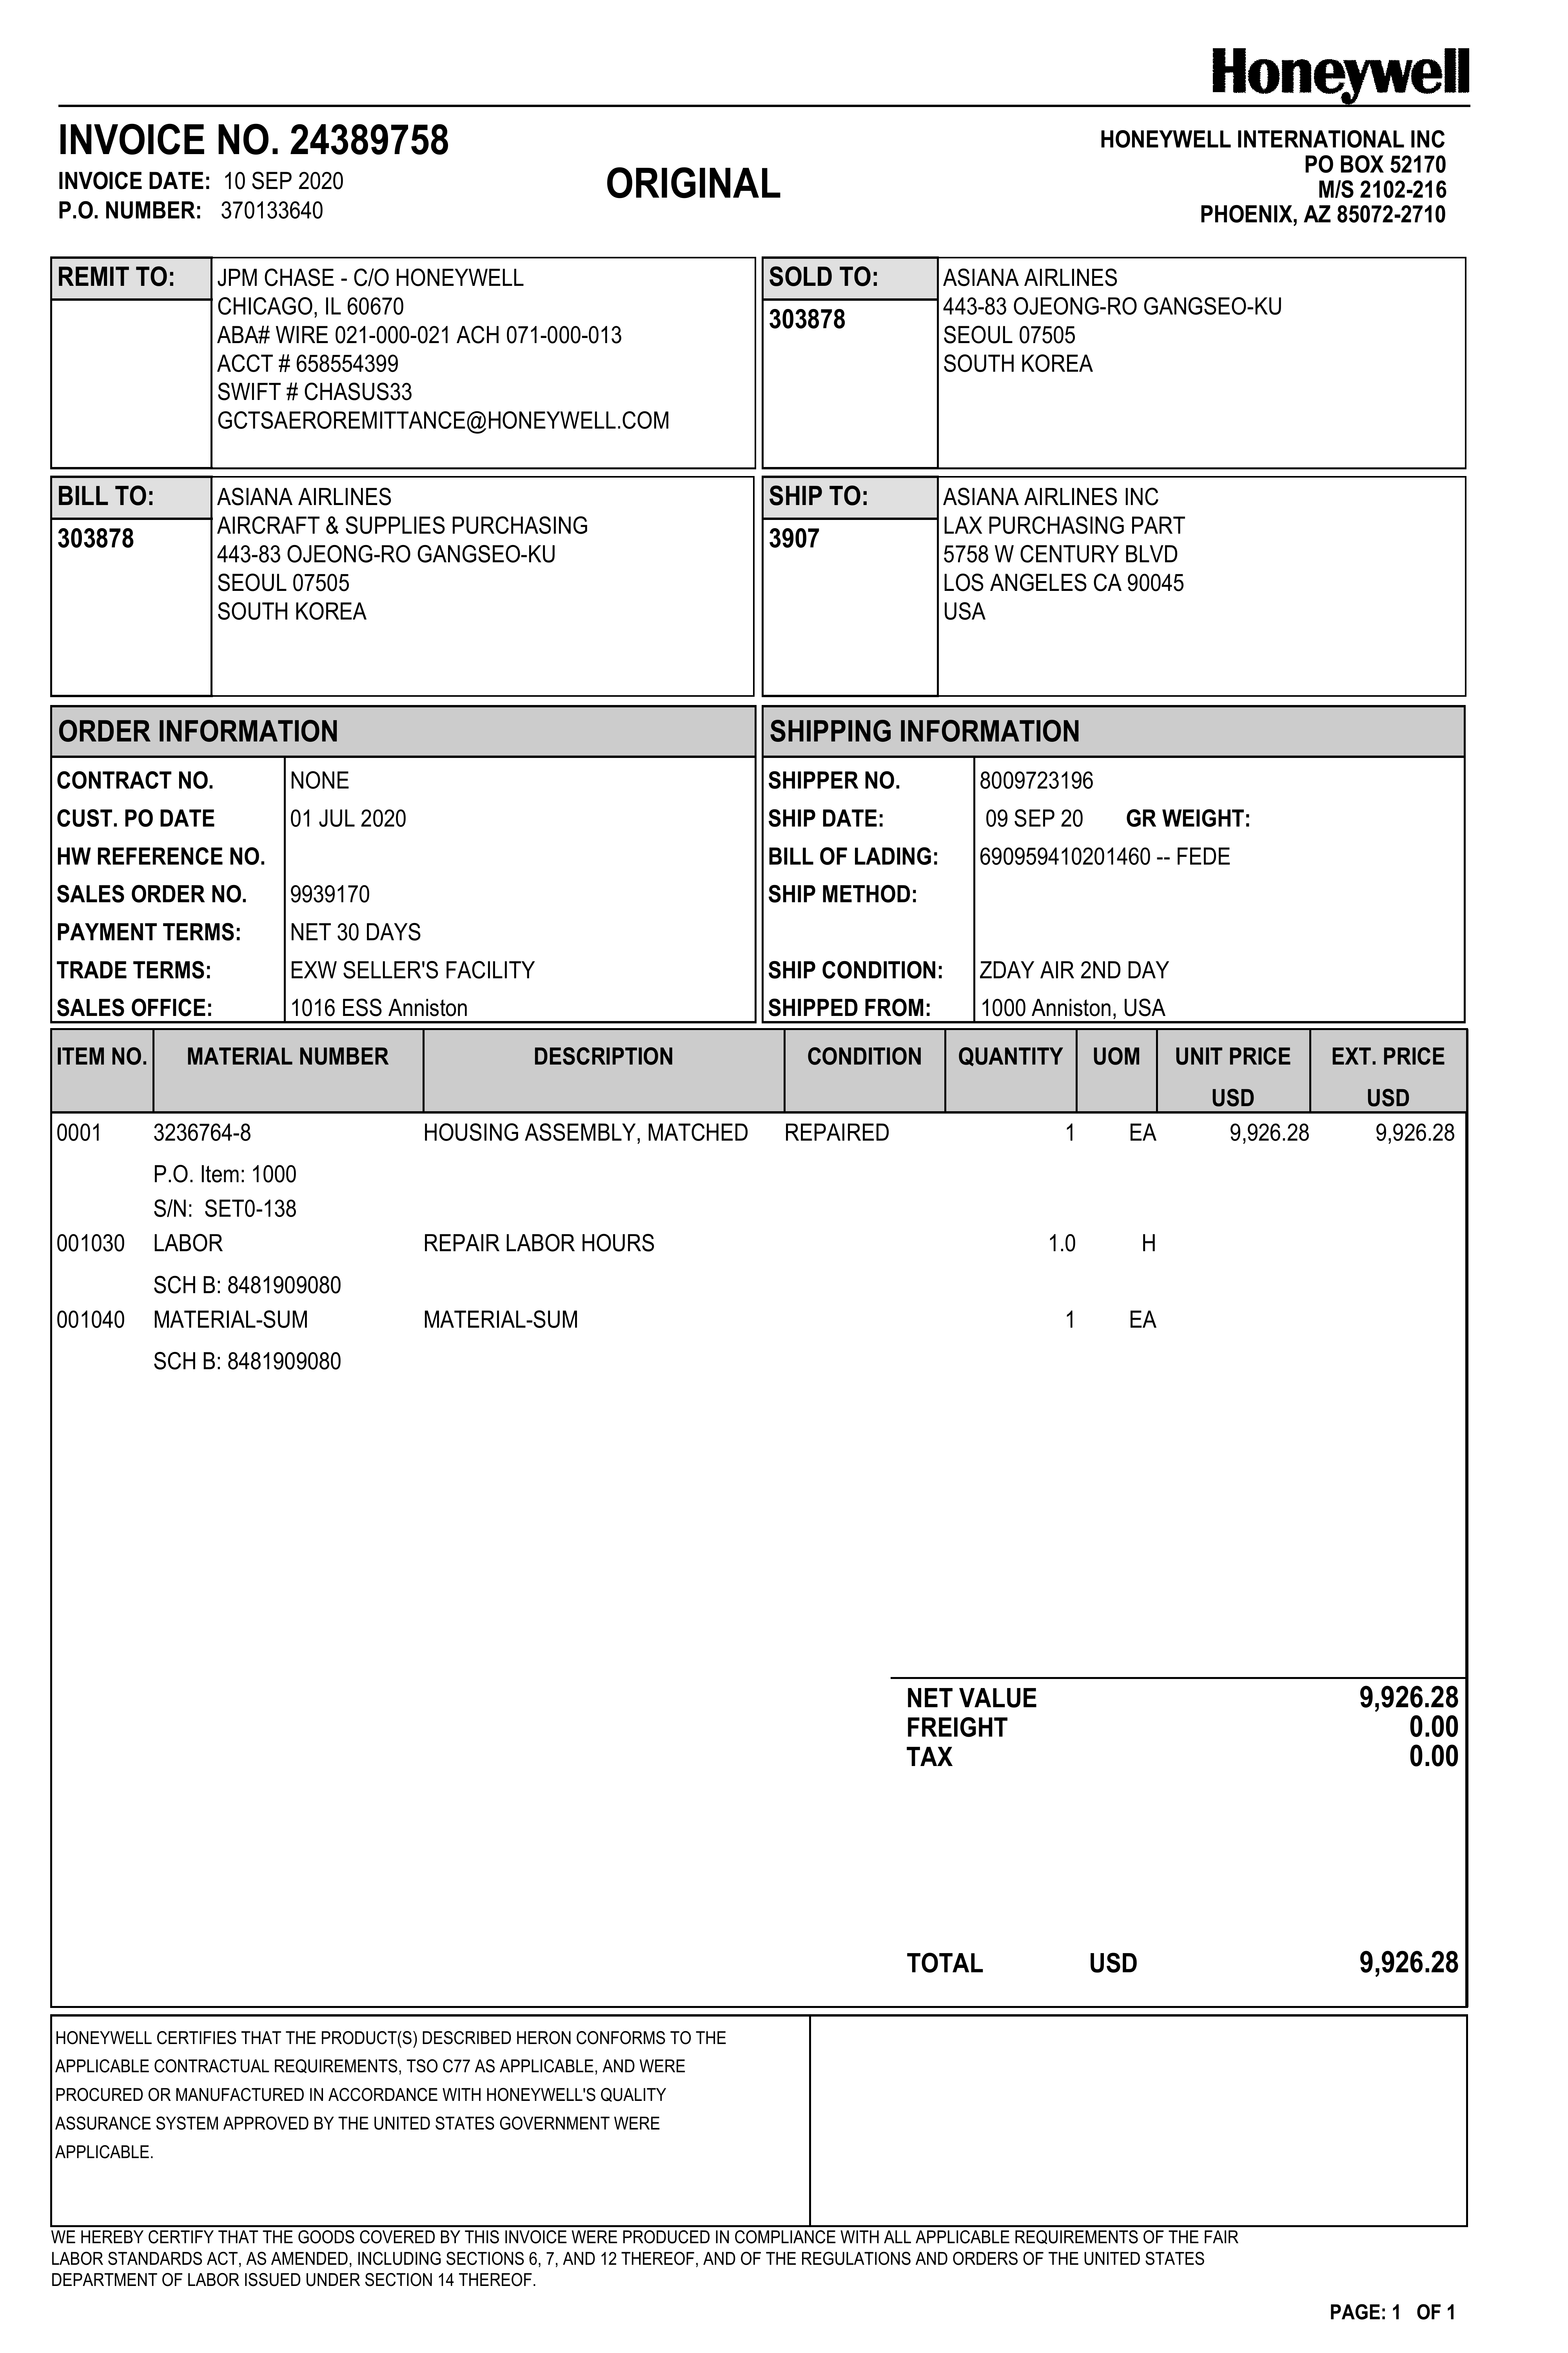 Honeywell
INVOICE NO. 24389758
INVOICE DATE: 10 SEP 2020
P.O. NUMBER: 370133640
ORIGINAL
HONEYWELL INTERNATIONAL INC
PO BOX 52170
M/S 2102-216
PHOENIX, AZ 85072-2710
REMIT TO:
JPM CHASE - C/O HONEYWELL
CHICAGO, IL 60670
ABA# WIRE 021-000-021 ACH 071-000-013
ACCT # 658554399
SWIFT # CHASUS33
GCTSAEROREMITTANCE@HONEYWELL.COM
SOLD TO:
303878
ASIANA AIRLINES
443-83 OJEONG-RO GANGSEO-KU
SEOUL 07505
SOUTH KOREA
BILL TO:
303878
ASIANA AIRLINES
AIRCRAFT & SUPPLIES PURCHASING
443-83 OJEONG-RO GANGSEO-KU
SEOUL 07505
SOUTH KOREA
SHIP TO:
3907
ASIANA AIRLINES INC
LAX PURCHASING PART
5758 W CENTURY BLVD
LOS ANGELES CA 90045
USA
ORDER INFORMATION
CONTRACT NO. NONE
CUST. PO DATE 01 JUL 2020
HW REFERENCE NO.
SALES ORDER NO. 9939170
PAYMENT TERMS: NET 30 DAYS
TRADE TERMS: EXW SELLER'S FACILITY
SALES OFFICE: 1016 ESS Anniston
SHIPPING INFORMATION
SHIPPER NO. 8009723196
SHIP DATE: 09 SEP 20 GR WEIGHT:
BILL OF LADING: 690959410201460 -- FEDE
SHIP METHOD:
SHIP CONDITION: ZDAY AIR 2ND DAY
SHIPPED FROM: 1000 Anniston, USA
ITEM NO. MATERIAL NUMBER DESCRIPTION CONDITION QUANTITY UOM UNIT PRICE EXT. PRICE
USD USD
0001 3236764-8 HOUSING ASSEMBLY, MATCHED REPAIRED 1 EA 9,926.28 9,926.28
P.O. Item: 1000
S/N: SET0-138
001030 LABOR REPAIR LABOR HOURS 1.0 H
SCH B: 8481909080
001040 MATERIAL-SUM MATERIAL-SUM 1 EA
SCH B: 8481909080
NET VALUE 9,926.28
FREIGHT 0.00
TAX 0.00
TOTAL USD 9,926.28
HONEYWELL CERTIFIES THAT THE PRODUCT(S) DESCRIBED HERON CONFORMS TO THE
APPLICABLE CONTRACTUAL REQUIREMENTS, TSO C77 AS APPLICABLE, AND WERE
PROCURED OR MANUFACTURED IN ACCORDANCE WITH HONEYWELL'S QUALITY
ASSURANCE SYSTEM APPROVED BY THE UNITED STATES GOVERNMENT WERE
APPLICABLE.
WE HEREBY CERTIFY THAT THE GOODS COVERED BY THIS INVOICE WERE PRODUCED IN COMPLIANCE WITH ALL APPLICABLE REQUIREMENTS OF THE FAIR
LABOR STANDARDS ACT, AS AMENDED, INCLUDING SECTIONS 6, 7, AND 12 THEREOF, AND OF THE REGULATIONS AND ORDERS OF THE UNITED STATES
DEPARTMENT OF LABOR ISSUED UNDER SECTION 14 THEREOF.
PAGE: 1 OF 1